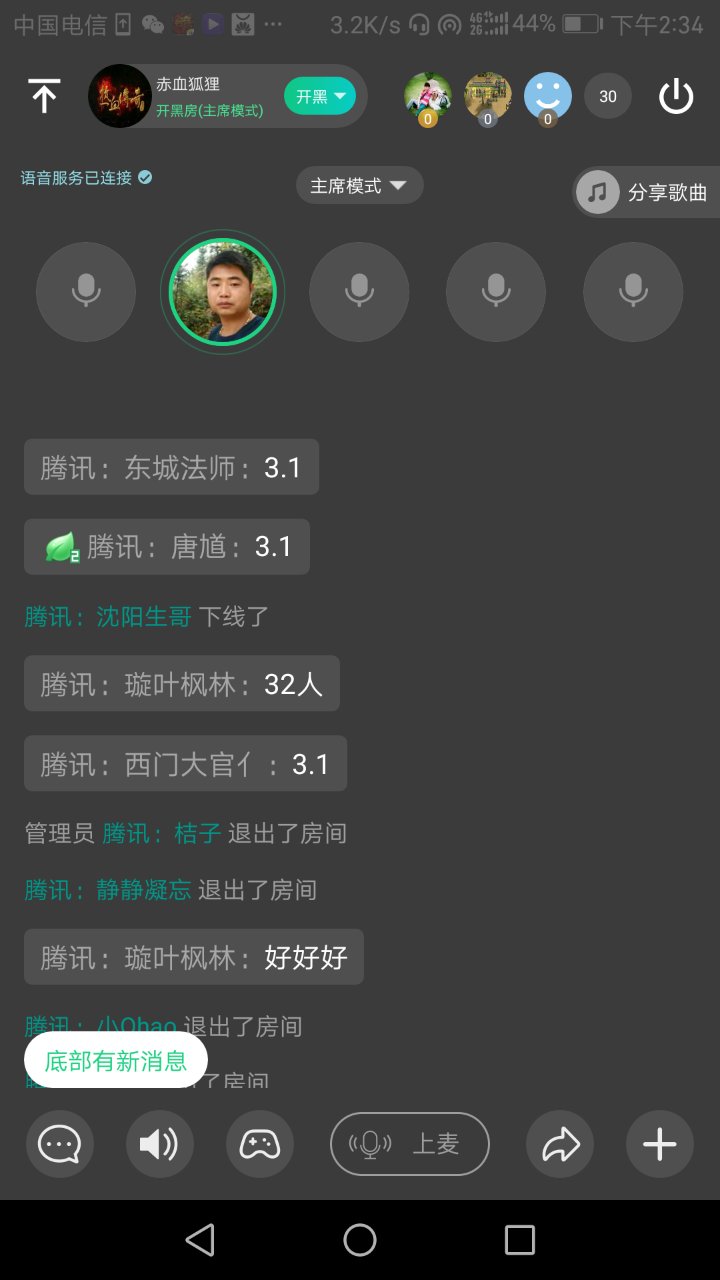 中国电信 ... 3.2K/s 4G 2G 44% 下午2:34
赤血狐狸
开黑房(主席模式)
开黑
0 0 0 30
语音服务已连接
主席模式
分享歌曲
腾讯：东城法师：3.1
2 腾讯：唐馗：3.1
腾讯：沈阳生哥 下线了
腾讯：璇叶枫林：32人
腾讯：西门大官亻：3.1
管理员 腾讯：桔子 退出了房间
腾讯：静静凝忘 退出了房间
腾讯：璇叶枫林：好好好
腾讯：小Ohao 退出了房间
底部有新消息
了房间
上麦